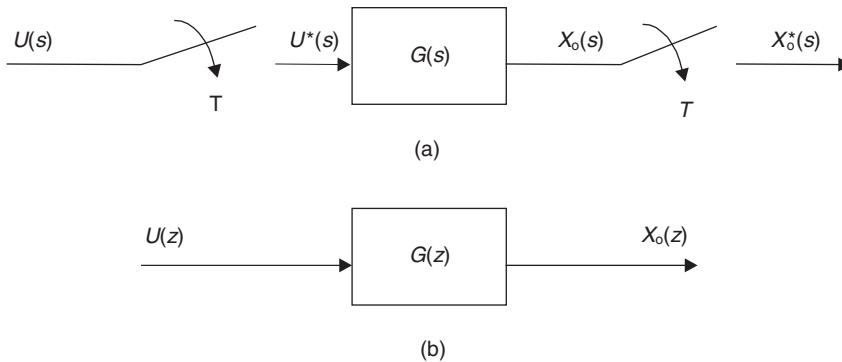 U(s) U*(s) G(s) Xo(s) Xo*(s)
T T
(a)
U(z) G(z) Xo(z)
(b)